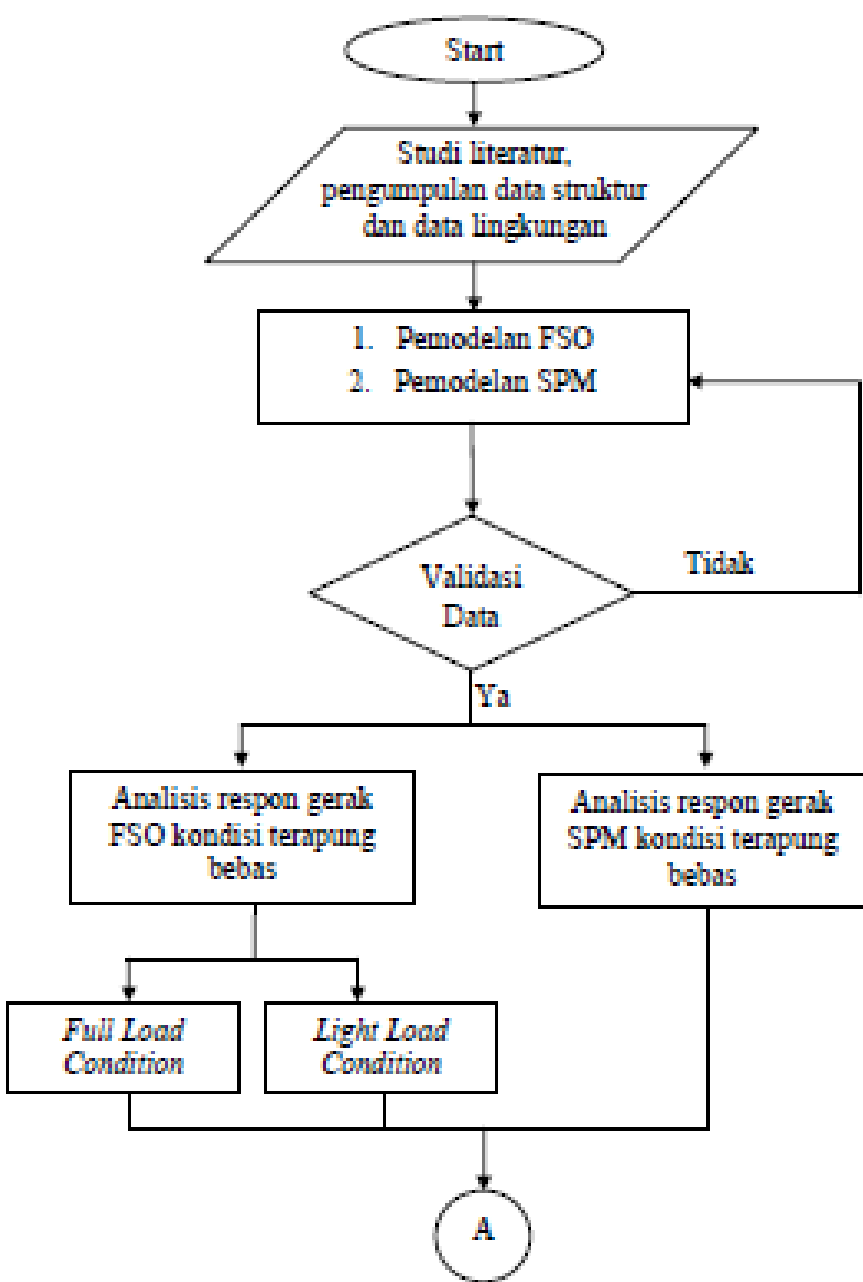 Start
Studi literatur,
pengumpulan data struktur
dan data lingkungan
1. Pemodelan FSO
2. Pemodelan SPM
Validasi
Data
Tidak
Ya
Analisis respon gerak
FSO kondisi terapung
bebas
Analisis respon gerak
SPM kondisi terapung
bebas
Full Load
Condition
Light Load
Condition
A